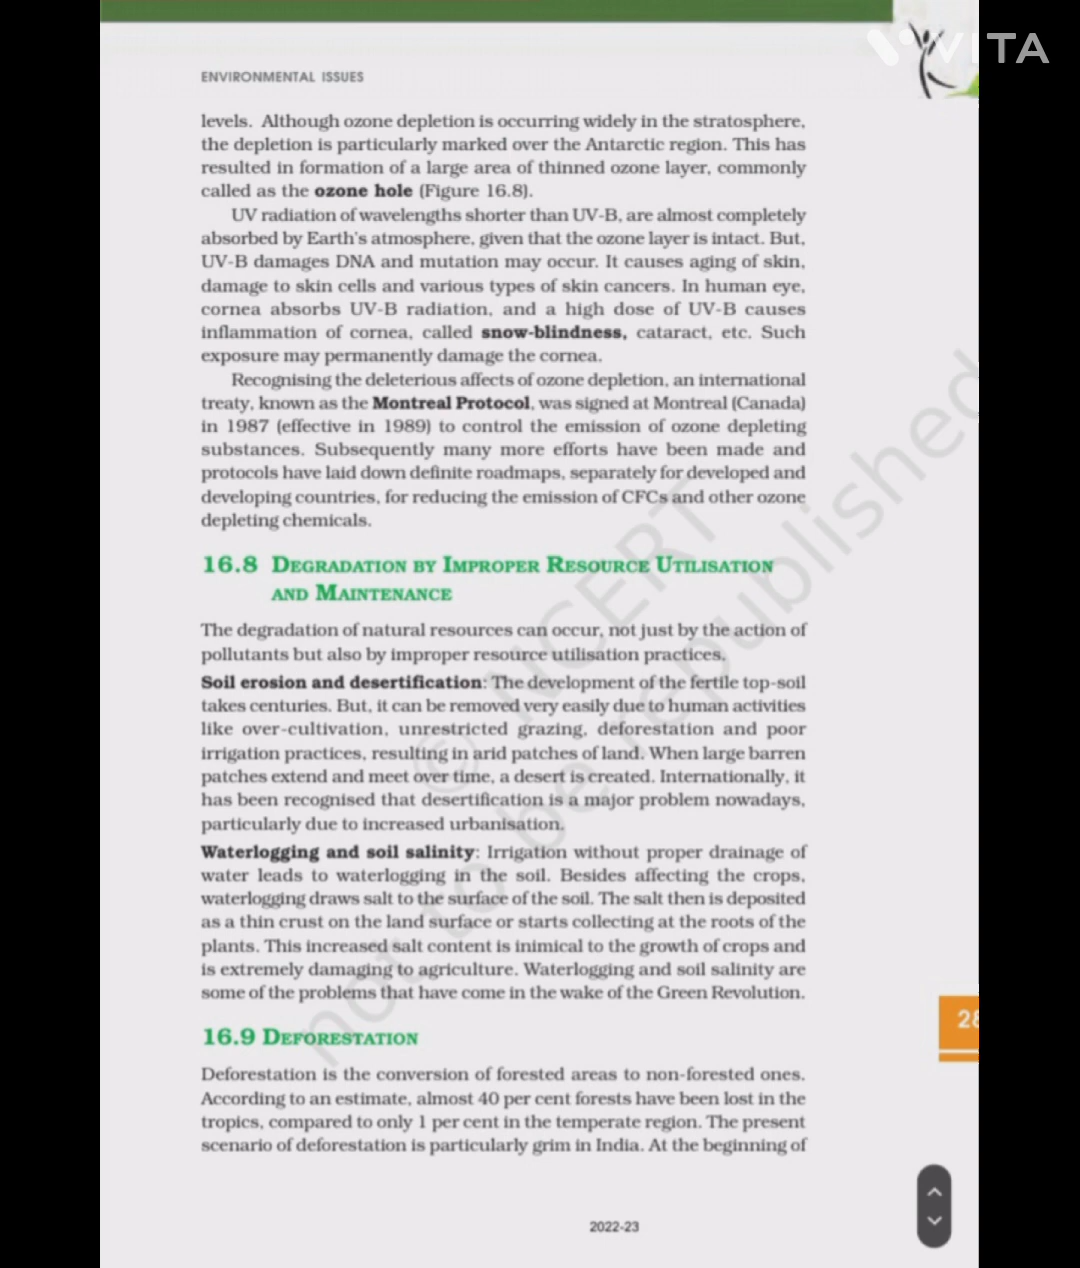 VITA
ENVIRONMENTAL ISSUES
levels. Although ozone depletion is occurring widely in the stratosphere,
the depletion is particularly marked over the Antarctic region. This has
resulted in formation of a large area of thinned ozone layer, commonly
called as the ozone hole (Figure 16.8).
UV radiation of wavelengths shorter than UV-B, are almost completely
absorbed by Earth's atmosphere, given that the ozone layer is intact. But,
UV-B damages DNA and mutation may occur. It causes aging of skin,
damage to skin cells and various types of skin cancers. In human eye,
cornea absorbs UV-B radiation, and a high dose of UV-B causes
inflammation of cornea, called snow-blindness, cataract, etc. Such
exposure may permanently damage the cornea.
Recognising the deleterious affects of ozone depletion, an international
treaty, known as the Montreal Protocol, was signed at Montreal (Canada)
in 1987 (effective in 1989) to control the emission of ozone depleting
substances. Subsequently many more efforts have been made and
protocols have laid down definite roadmaps, separately for developed and
developing countries, for reducing the emission of CFCs and other ozone
depleting chemicals.
16.8 DEGRADATION BY IMPROPER RESOURCE UTILISATION
AND MAINTENANCE
The degradation of natural resources can occur, not just by the action of
pollutants but also by improper resource utilisation practices.
Soil erosion and desertification: The development of the fertile top-soil
takes centuries. But, it can be removed very easily due to human activities
like over-cultivation, unrestricted grazing, deforestation and poor
irrigation practices, resulting in arid patches of land. When large barren
patches extend and meet over time, a desert is created. Internationally, it
has been recognised that desertification is a major problem nowadays,
particularly due to increased urbanisation.
Waterlogging and soil salinity: Irrigation without proper drainage of
water leads to waterlogging in the soil. Besides affecting the crops,
waterlogging draws salt to the surface of the soil. The salt then is deposited
as a thin crust on the land surface or starts collecting at the roots of the
plants. This increased salt content is inimical to the growth of crops and
is extremely damaging to agriculture. Waterlogging and soil salinity are
some of the problems that have come in the wake of the Green Revolution.
28
16.9 DEFORESTATION
Deforestation is the conversion of forested areas to non-forested ones.
According to an estimate, almost 40 per cent forests have been lost in the
tropics, compared to only 1 per cent in the temperate region. The present
scenario of deforestation is particularly grim in India. At the beginning of
2022-23
© NCERT
not to be republished